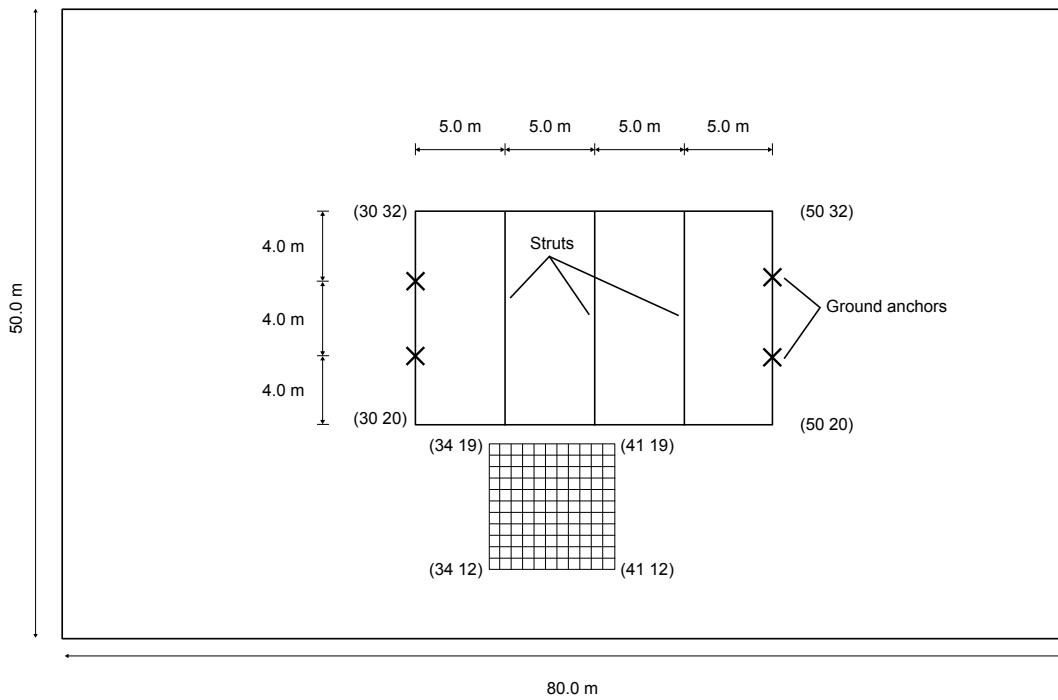 5.0 m 5.0 m 5.0 m 5.0 m
(30 32) (50 32)
4.0 m
Struts
50.0 m
4.0 m
Ground anchors
4.0 m
(30 20) (50 20)
(34 19) (41 19)
(34 12) (41 12)
80.0 m